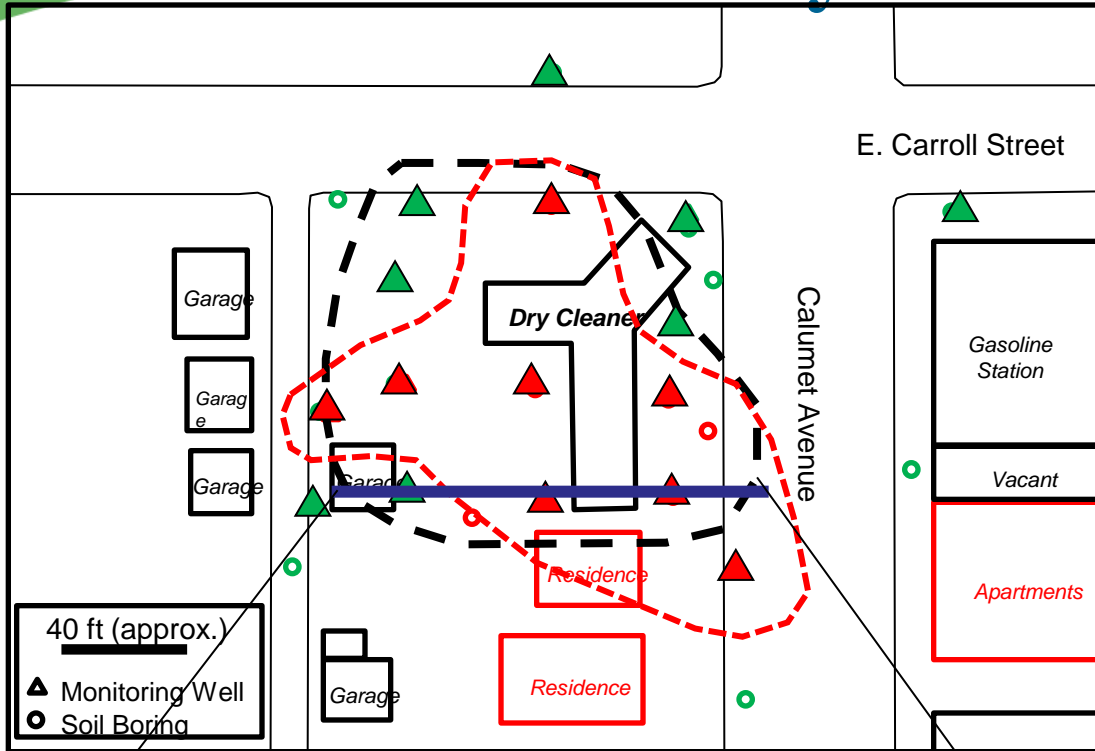 E. Carroll Street
Garage
Dry Cleaner
Calumet Avenue
Gasoline
Station
Garag
e
Garage
Garage
Vacant
Residence
Apartments
40 ft (approx.)
Monitoring Well
Soil Boring
Garage
Residence